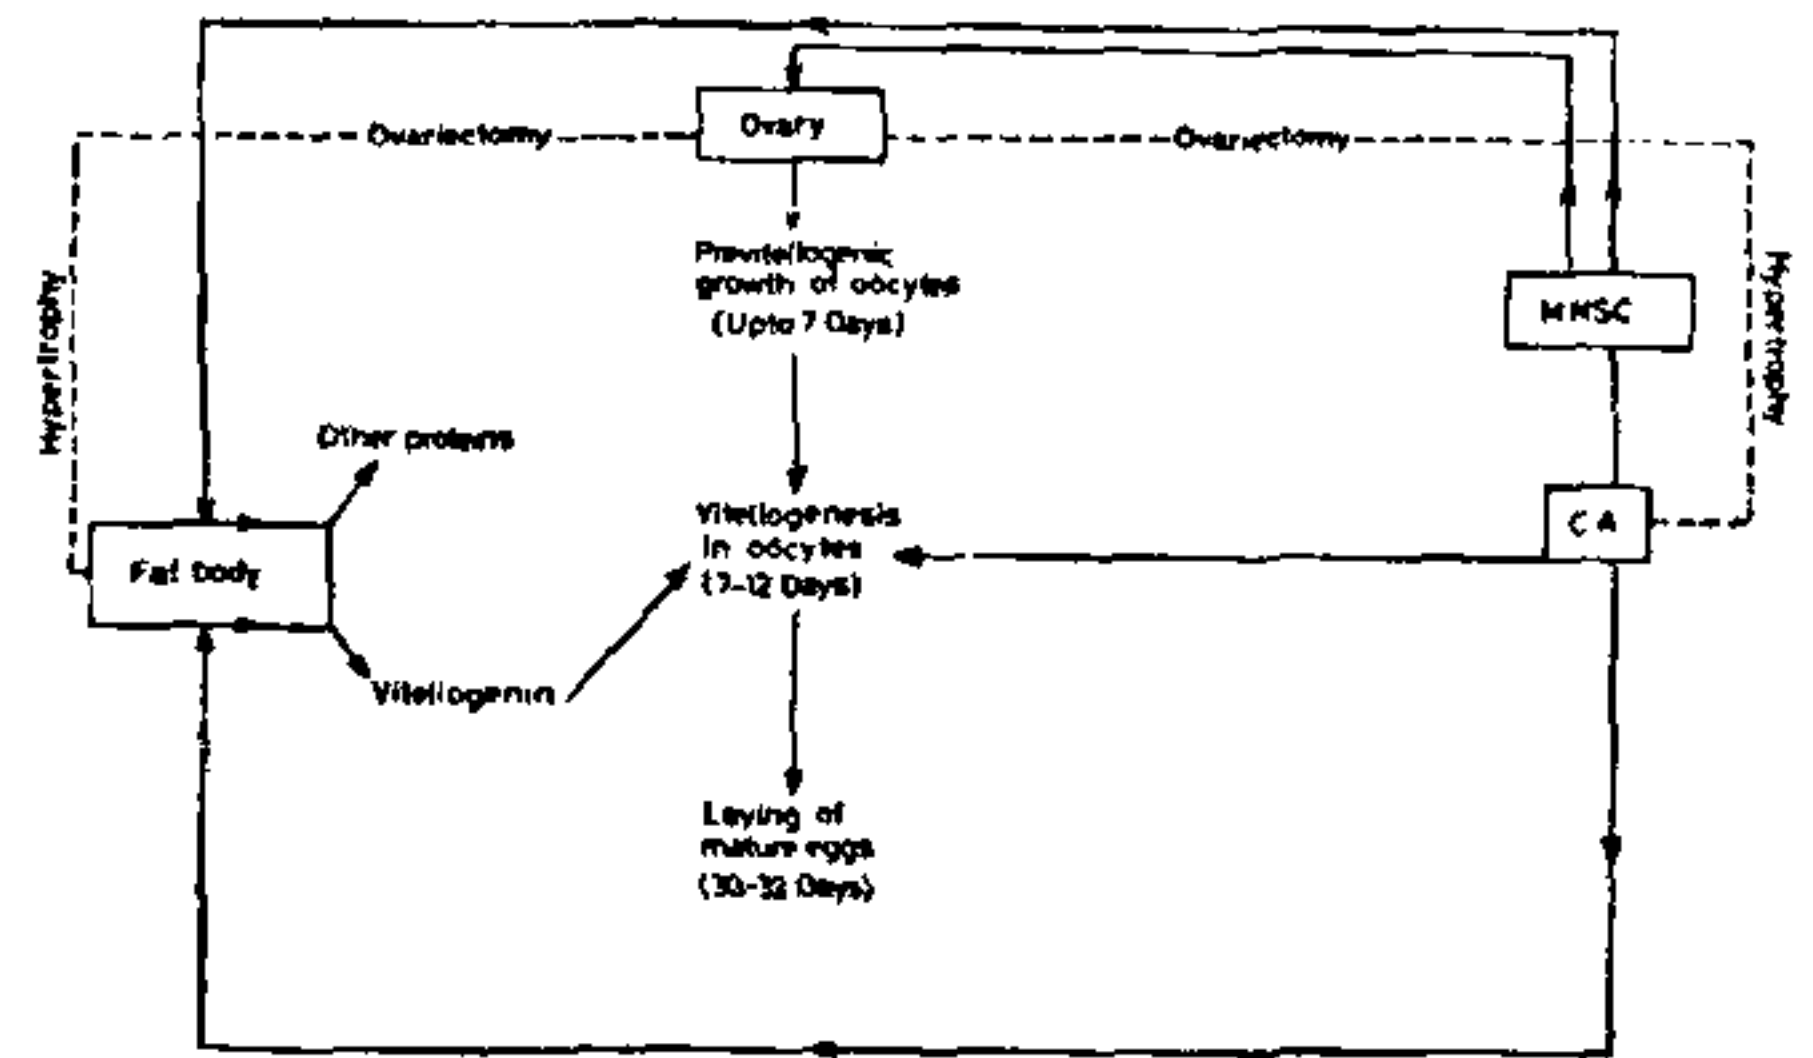 Ovary
Ovariectomy
Ovariectomy
Previtellogenic
growth of oocytes
(Upto 7 Days)
MNSC
Hypertrophy
Hypertrophy
Other proteins
Vitellogenesis
in oocytes
(7-12 Days)
CA
Fat body
Vitellogenin
Laying of
mature eggs
(30-32 Days)